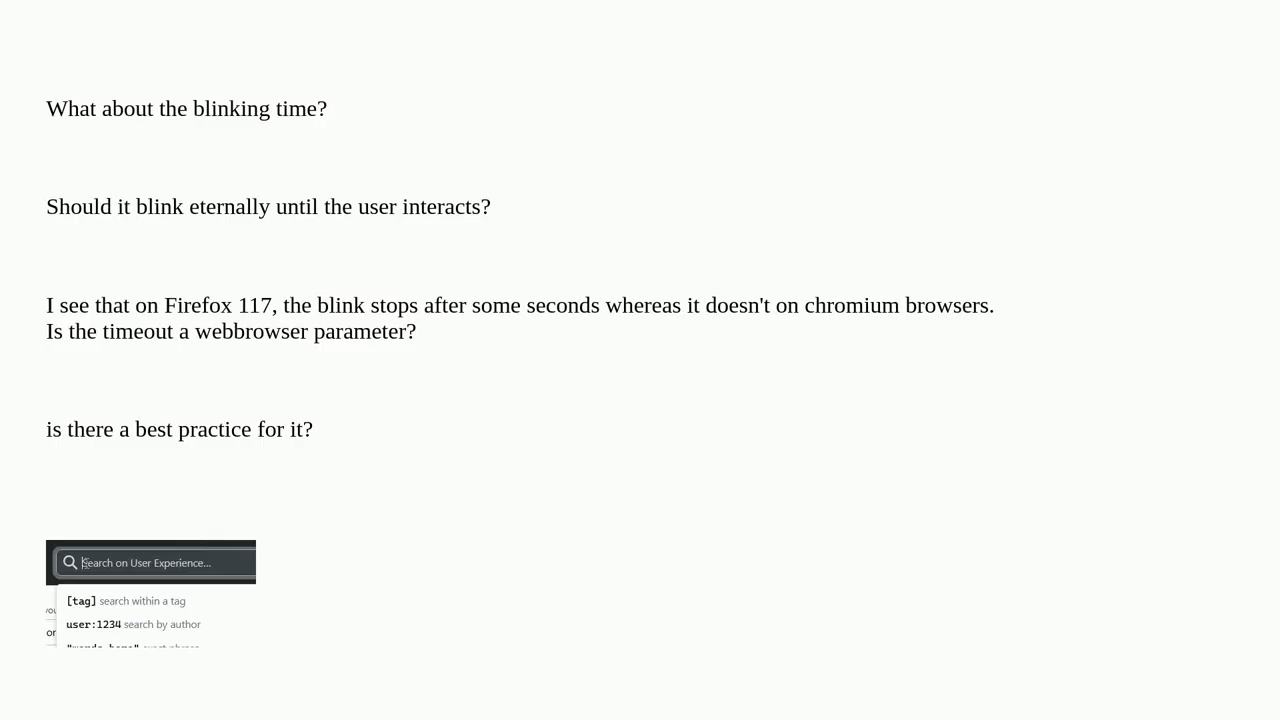 What about the blinking time?
Should it blink eternally until the user interacts?
I see that on Firefox 117, the blink stops after some seconds whereas it doesn't on chromium browsers.
Is the timeout a webbrowser parameter?
is there a best practice for it?
Search on User Experience...
[tag] search within a tag
you
user:1234 search by author
or